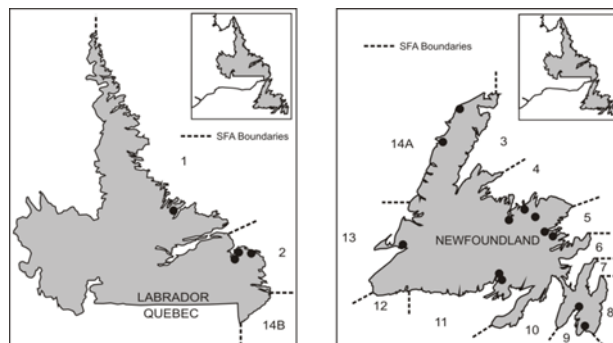 SFA Boundaries
1
2
LABRADOR
QUEBEC
14B
SFA Boundaries
3
14A
4
5
13
NEWFOUNDLAND
6
7
12
11
10
9
8